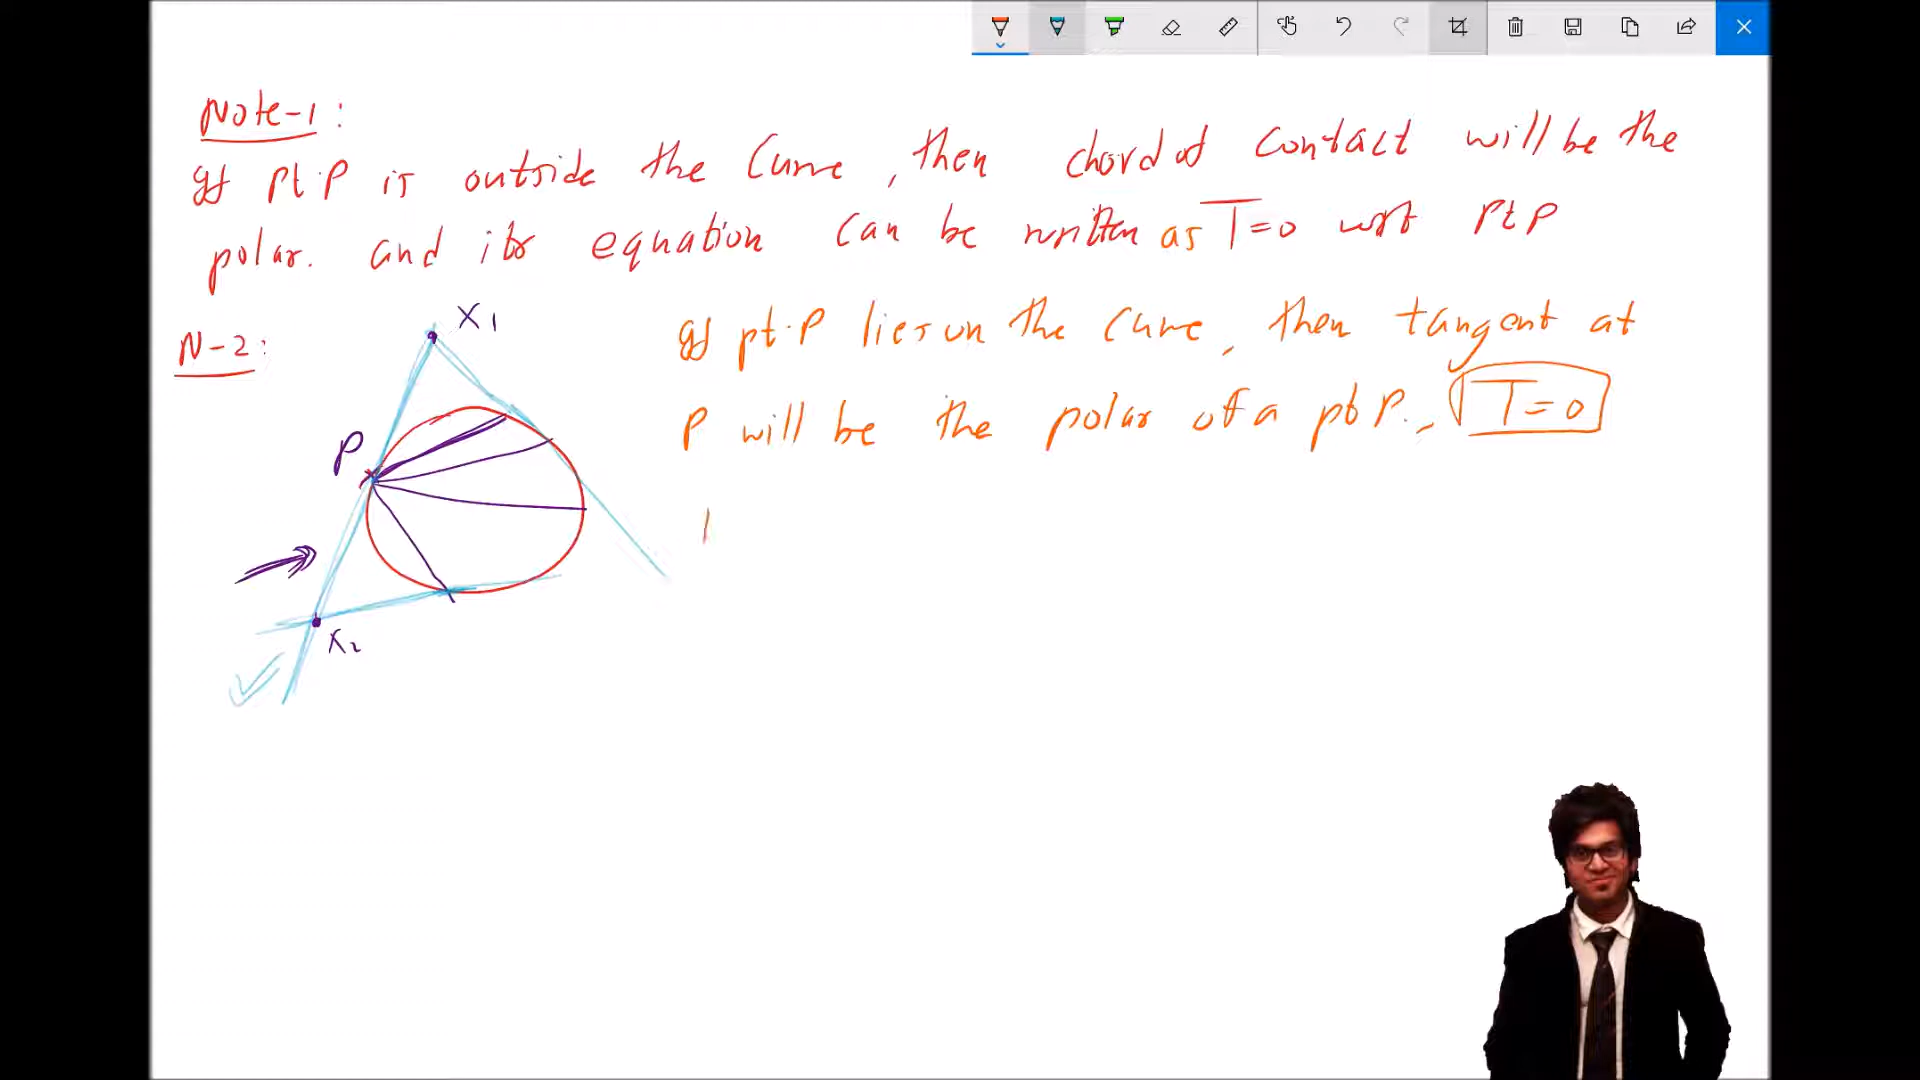 Note-1:
If pt.P is outside the Curve, then chord of Contact will be the
polar. and its equation can be written as T=0 wrt Pt P
N-2:
X1
If pt.P lies on the Curve, then tangent at
P will be the polar of a pt P. T=0
P
X2